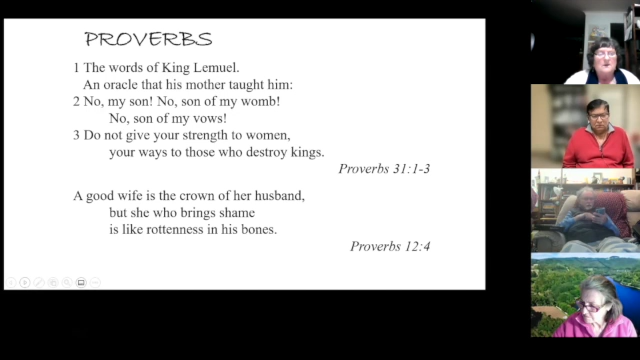 PROVERBS
1 The words of King Lemuel.
An oracle that his mother taught him:
2 No, my son! No, son of my womb!
No, son of my vows!
3 Do not give your strength to women,
your ways to those who destroy kings.
Proverbs 31:1-3
A good wife is the crown of her husband,
but she who brings shame
is like rottenness in his bones.
Proverbs 12:4